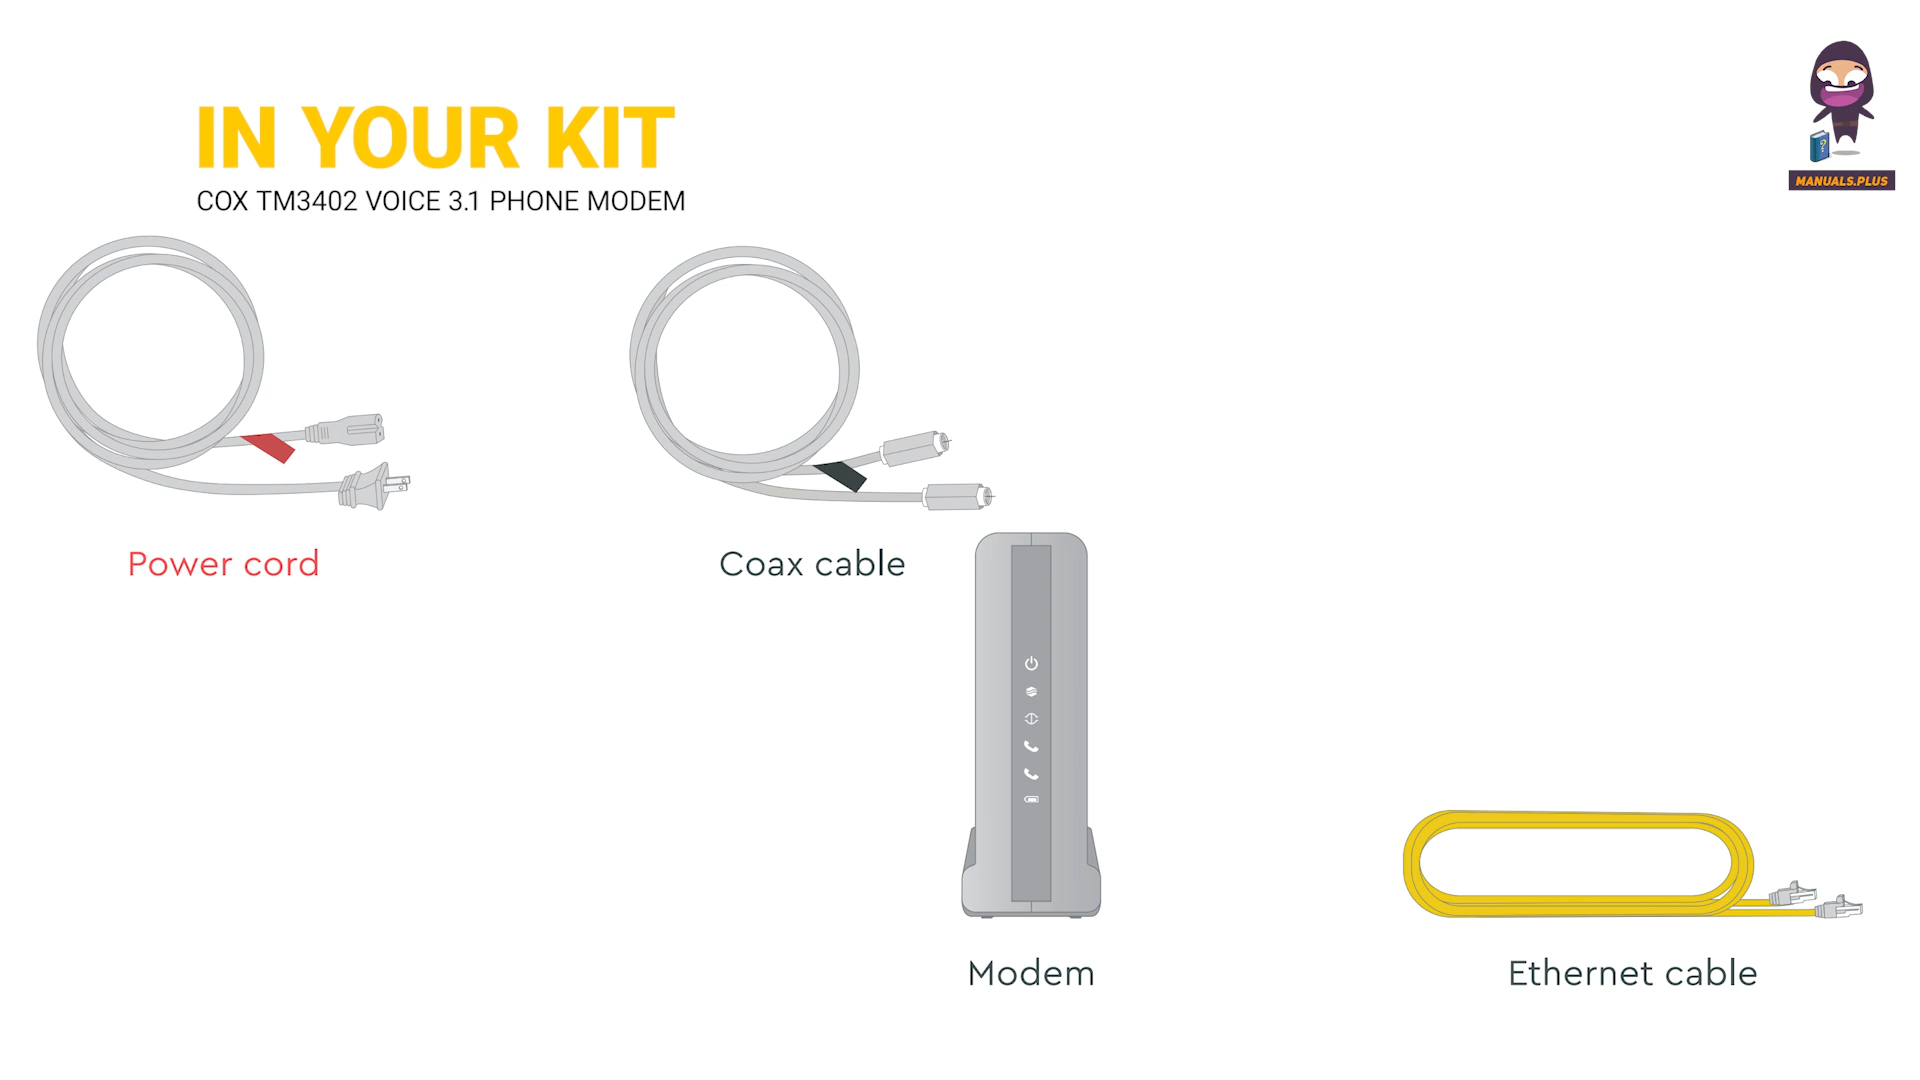 IN YOUR KIT
COX TM3402 VOICE 3.1 PHONE MODEM
?
MANUALS.PLUS
Power cord
Coax cable
Modem
Ethernet cable